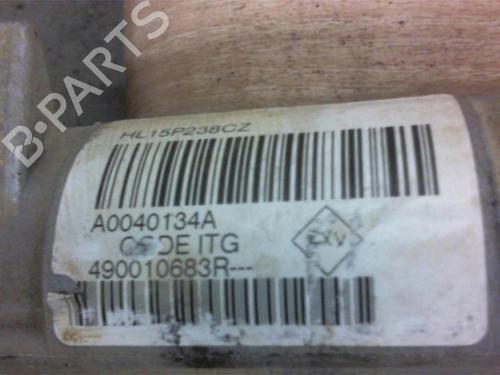 B-PARTS
HL15P238CZ
A0040134A
CODE ITG
490010683R---